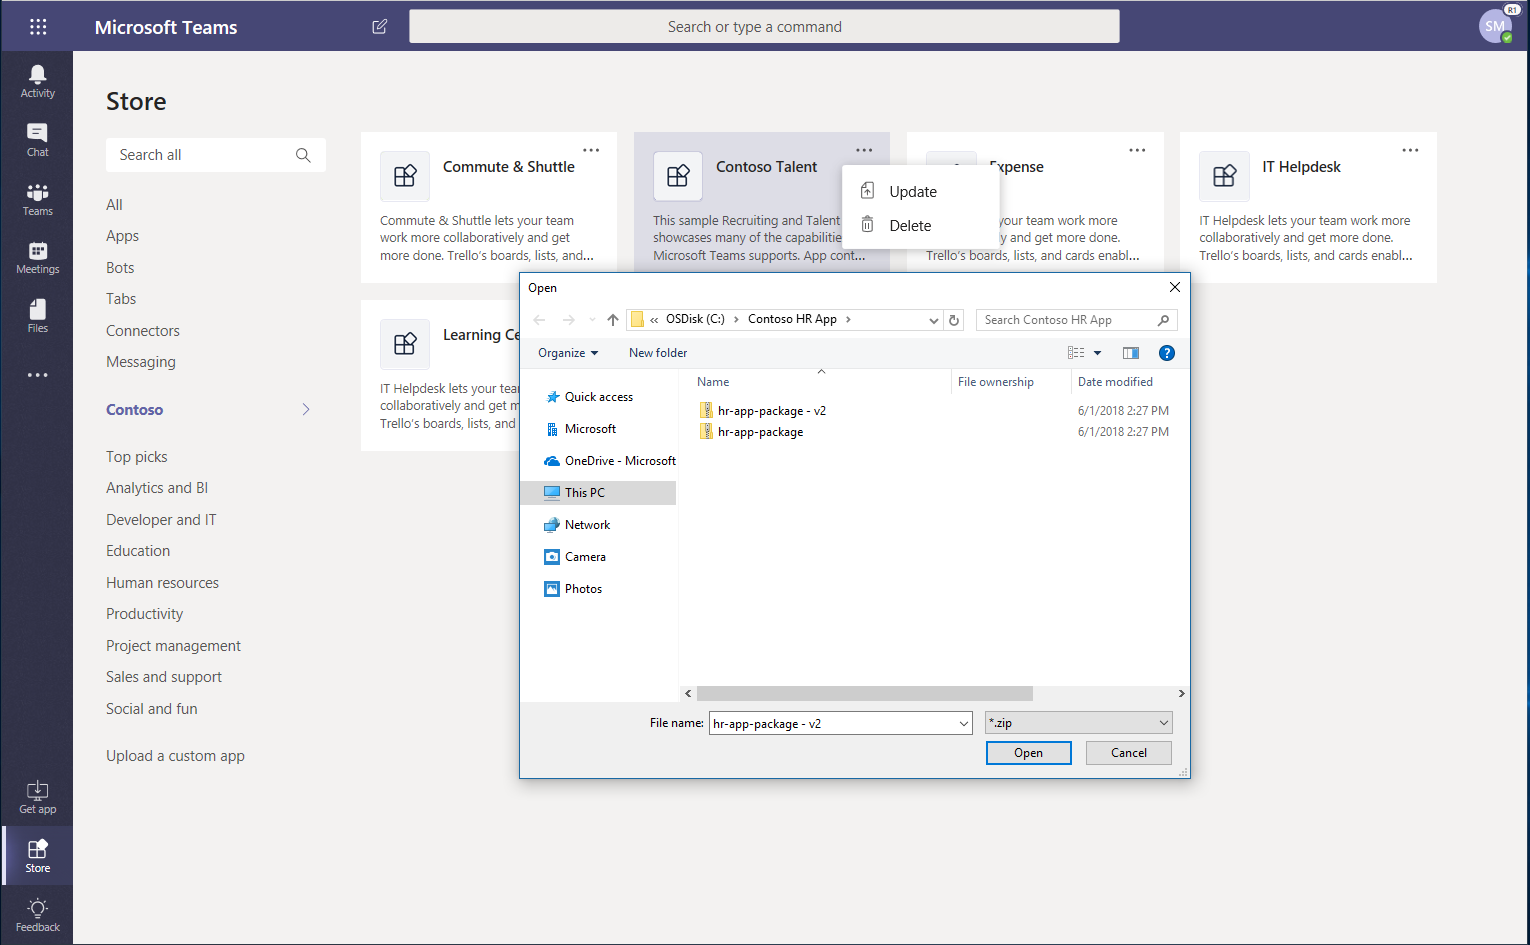 Microsoft Teams
Search or type a command
SM
R1
Activity
Chat
Teams
Meetings
Files
Get app
Store
Feedback
Store
Search all
All
Apps
Bots
Tabs
Connectors
Messaging
Contoso
Top picks
Analytics and BI
Developer and IT
Education
Human resources
Productivity
Project management
Sales and support
Social and fun
Upload a custom app
Commute & Shuttle
Commute & Shuttle lets your team
work more collaboratively and get
more done. Trello's boards, lists, and...
Contoso Talent
This sample Recruiting and Talent
showcases many of the capabilitie
Microsoft Teams supports. App cont...
Update
Delete
Expense
your team work more
y and get more done.
ards, lists, and cards enabl...
IT Helpdesk
IT Helpdesk lets your team work more
collaboratively and get more done.
Trello's boards, lists, and cards enabl...
Learning Ce
IT Helpdesk lets your tea
collaboratively and get m
Trello's boards, lists, and
Open
« OSDisk (C:) › Contoso HR App ›
Search Contoso HR App
Organize
New folder
Quick access
Microsoft
OneDrive - Microsoft
This PC
Network
Camera
Photos
Name File ownership Date modified
hr-app-package - v2 6/1/2018 2:27 PM
hr-app-package 6/1/2018 2:27 PM
File name: hr-app-package - v2 *.zip
Open Cancel